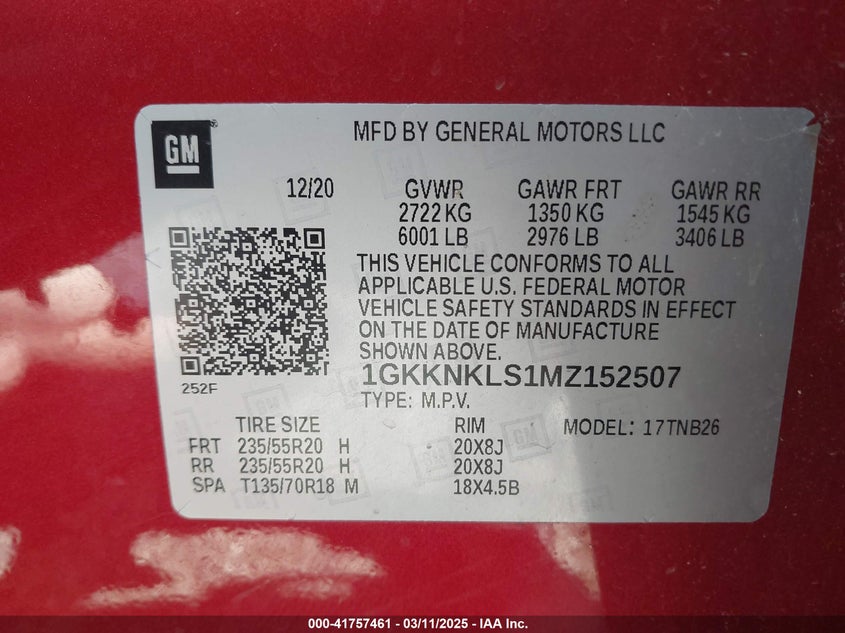 GM
MFD BY GENERAL MOTORS LLC
12/20 GVWR GAWR FRT GAWR RR
2722 KG 1350 KG 1545 KG
6001 LB 2976 LB 3406 LB
THIS VEHICLE CONFORMS TO ALL
APPLICABLE U.S. FEDERAL MOTOR
VEHICLE SAFETY STANDARDS IN EFFECT
ON THE DATE OF MANUFACTURE
SHOWN ABOVE.
252F
1GKKNKLS1MZ152507
TYPE: M.P.V.
TIRE SIZE RIM MODEL: 17TNB26
FRT 235/55R20 H 20X8J
RR 235/55R20 H 20X8J
SPA T135/70R18 M 18X4.5B
000-41757461 - 03/11/2025 - IAA Inc.